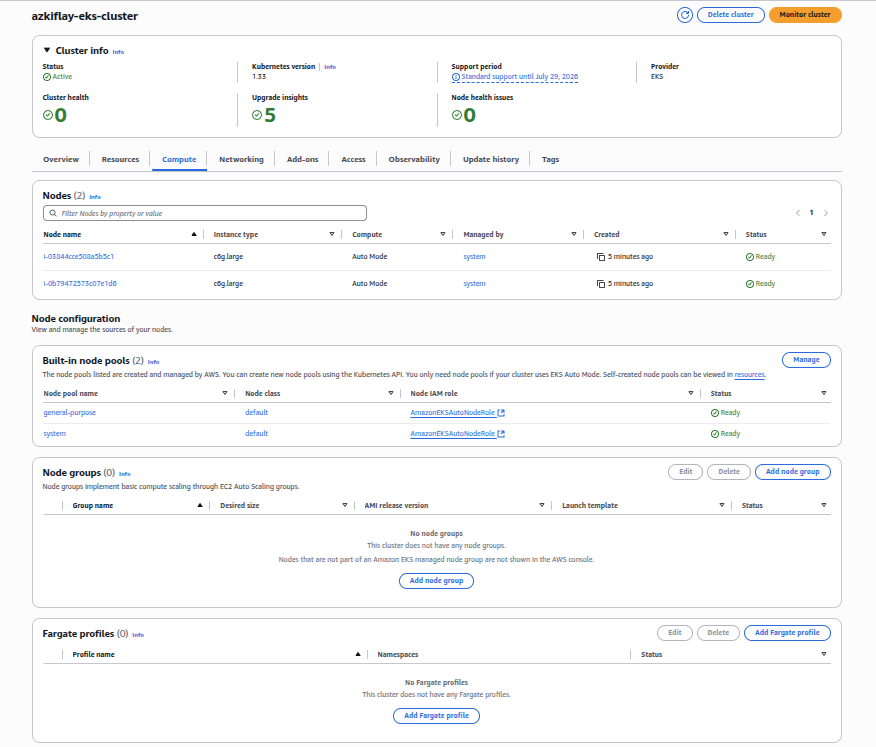 azkiflay-eks-cluster
Delete cluster
Monitor cluster
Cluster info Info
Status
Active
Kubernetes version Info
1.33
Support period
Standard support until July 29, 2026
Provider
EKS
Cluster health
0
Upgrade insights
5
Node health issues
0
Overview Resources Compute Networking Add-ons Access Observability Update history Tags
Nodes (2) Info
Filter Nodes by property or value
1
Node name Instance type Compute Managed by Created Status
i-03844cce508a5b5c1 c6g.large Auto Mode system 5 minutes ago Ready
i-0b79472573c07e1d6 c6g.large Auto Mode system 5 minutes ago Ready
Node configuration
View and manage the sources of your nodes.
Built-in node pools (2) Info
Manage
The node pools listed are created and managed by AWS. You can create new node pools using the Kubernetes API. You only need node pools if your cluster uses EKS Auto Mode. Self-created node pools can be viewed in resources.
Node pool name Node class Node IAM role Status
general-purpose default AmazonEKSAutoNodeRole Ready
system default AmazonEKSAutoNodeRole Ready
Node groups (0) Info
Edit Delete Add node group
Node groups implement basic compute scaling through EC2 Auto Scaling groups.
Group name Desired size AMI release version Launch template Status
No node groups
This cluster does not have any node groups.
Nodes that are not part of an Amazon EKS managed node group are not shown in the AWS console.
Add node group
Fargate profiles (0) Info
Edit Delete Add Fargate profile
Profile name Namespaces Status
No Fargate profiles
This cluster does not have any Fargate profiles.
Add Fargate profile